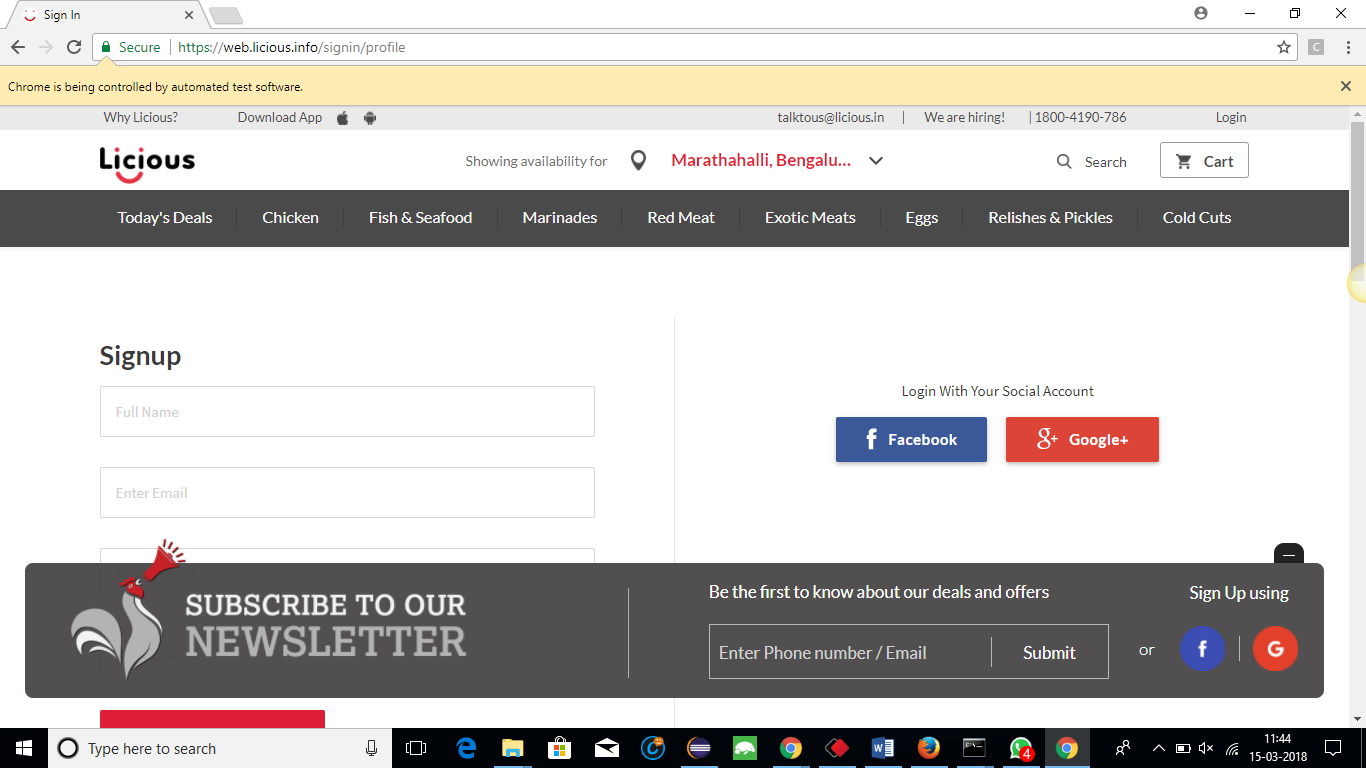 Sign In
Secure https://web.licious.info/signin/profile
C
Chrome is being controlled by automated test software.
Why Licious? Download App talktous@licious.in | We are hiring! | 1800-4190-786 Login
Licious Showing availability for Marathahalli, Bengalu... Search Cart
Today's Deals Chicken Fish & Seafood Marinades Red Meat Exotic Meats Eggs Relishes & Pickles Cold Cuts
Signup
Full Name
Enter Email
Login With Your Social Account
Facebook Google+
SUBSCRIBE TO OUR
NEWSLETTER
Be the first to know about our deals and offers
Enter Phone number / Email Submit
or
Sign Up using
f G
Type here to search
4
11:44
15-03-2018